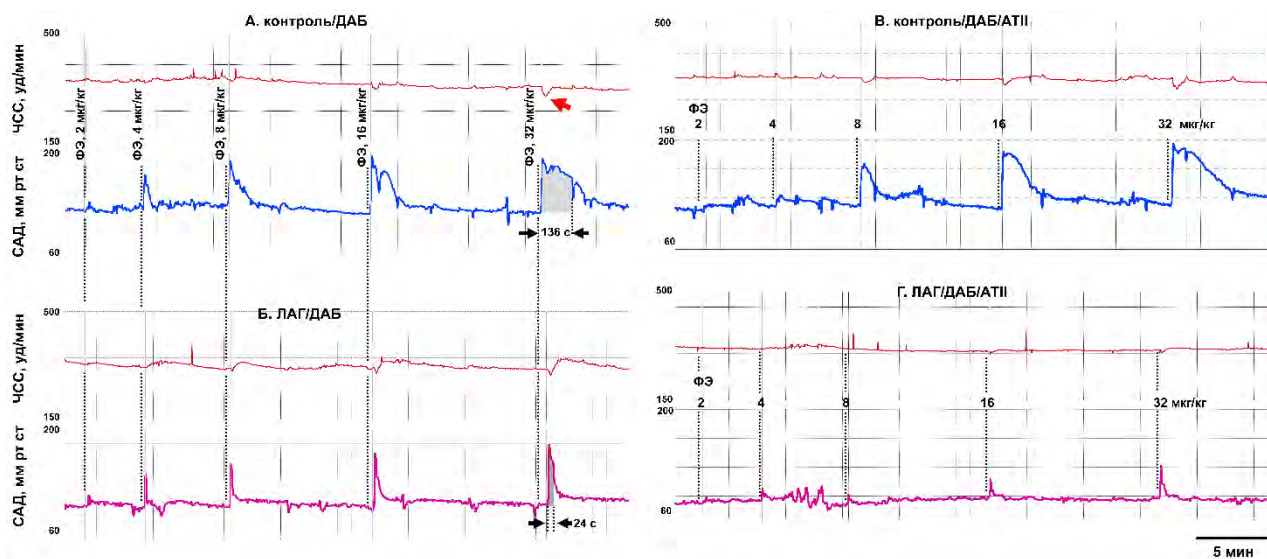 А. контроль/ДАБ
500
ЧСС, уд/мин
150
ФЭ, 2 мкг/кг
ФЭ, 4 мкг/кг
ФЭ, 8 мкг/кг
ФЭ, 16 мкг/кг
ФЭ, 32 мкг/кг
200
САД, мм рт ст
60
136 с
Б. ЛАГ/ДАБ
500
ЧСС, уд/мин
150
200
САД, мм рт ст
60
24 с
В. контроль/ДАБ/АТII
500
ФЭ
2 4 8 16 32 мкг/кг
150
200
60
Г. ЛАГ/ДАБ/АТII
500
ФЭ
2 4 8 16 32 мкг/кг
150
200
60
5 мин